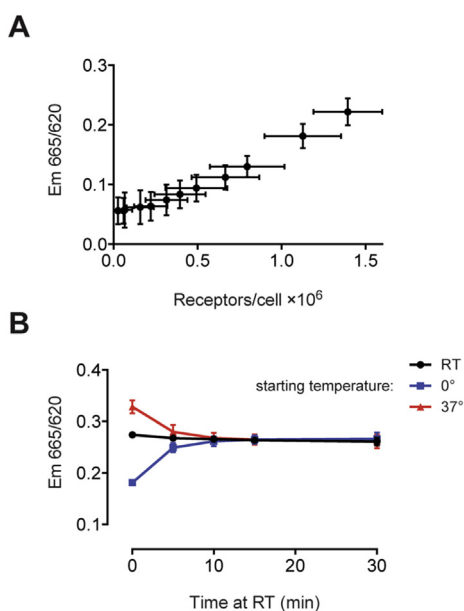 A
0.3
0.2
0.1
0.0
Em 665/620
0.0 0.5 1.0 1.5
Receptors/cell ×10⁶
B
0.4
0.3
0.2
0.1
Em 665/620
starting temperature:
RT
0°
37°
0 10 20 30
Time at RT (min)